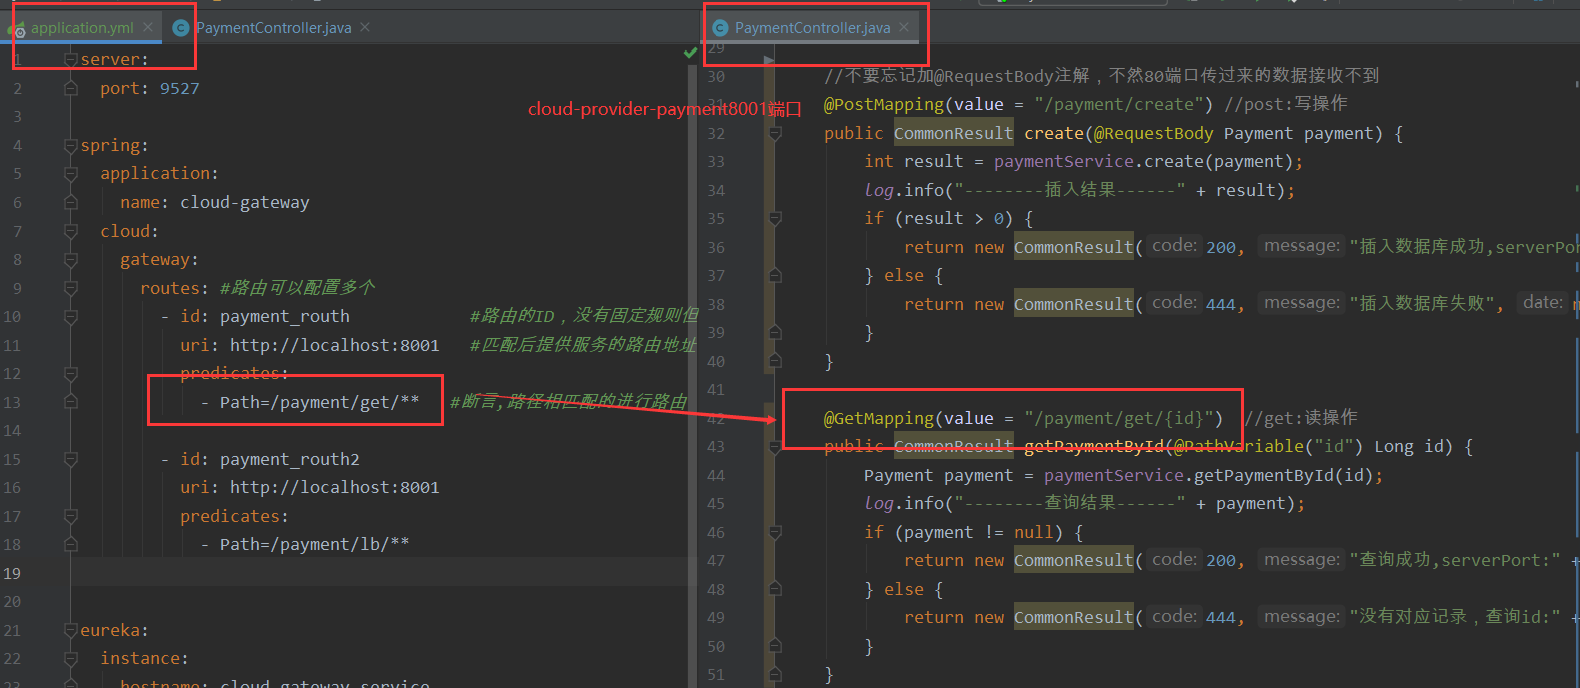 application.yml
PaymentController.java
1 server:
2 port: 9527
3
4 spring:
5 application:
6 name: cloud-gateway
7 cloud:
8 gateway:
9 routes: #路由可以配置多个
10 - id: payment_routh #路由的ID，没有固定规则但
11 uri: http://localhost:8001 #匹配后提供服务的路由地址
12 predicates:
13 - Path=/payment/get/** #断言,路径相匹配的进行路由
14
15 - id: payment_routh2
16 uri: http://localhost:8001
17 predicates:
18 - Path=/payment/lb/**
19
20
21 eureka:
22 instance:
23 hostname: cloud-gateway-service
PaymentController.java
cloud-provider-payment8001端口
29
30 //不要忘记加@RequestBody注解，不然80端口传过来的数据接收不到
31 @PostMapping(value = "/payment/create") //post:写操作
32 public CommonResult create(@RequestBody Payment payment) {
33 int result = paymentService.create(payment);
34 log.info("--------插入结果------" + result);
35 if (result > 0) {
36 return new CommonResult( code: 200, message: "插入数据库成功,serverPor
37 } else {
38 return new CommonResult( code: 444, message: "插入数据库失败", date: n
39 }
40 }
41
42 @GetMapping(value = "/payment/get/{id}") //get:读操作
43 public CommonResult getPaymentById(@PathVariable("id") Long id) {
44 Payment payment = paymentService.getPaymentById(id);
45 log.info("--------查询结果------" + payment);
46 if (payment != null) {
47 return new CommonResult( code: 200, message: "查询成功,serverPort:" +
48 } else {
49 return new CommonResult( code: 444, message: "没有对应记录，查询id:" +
50 }
51 }